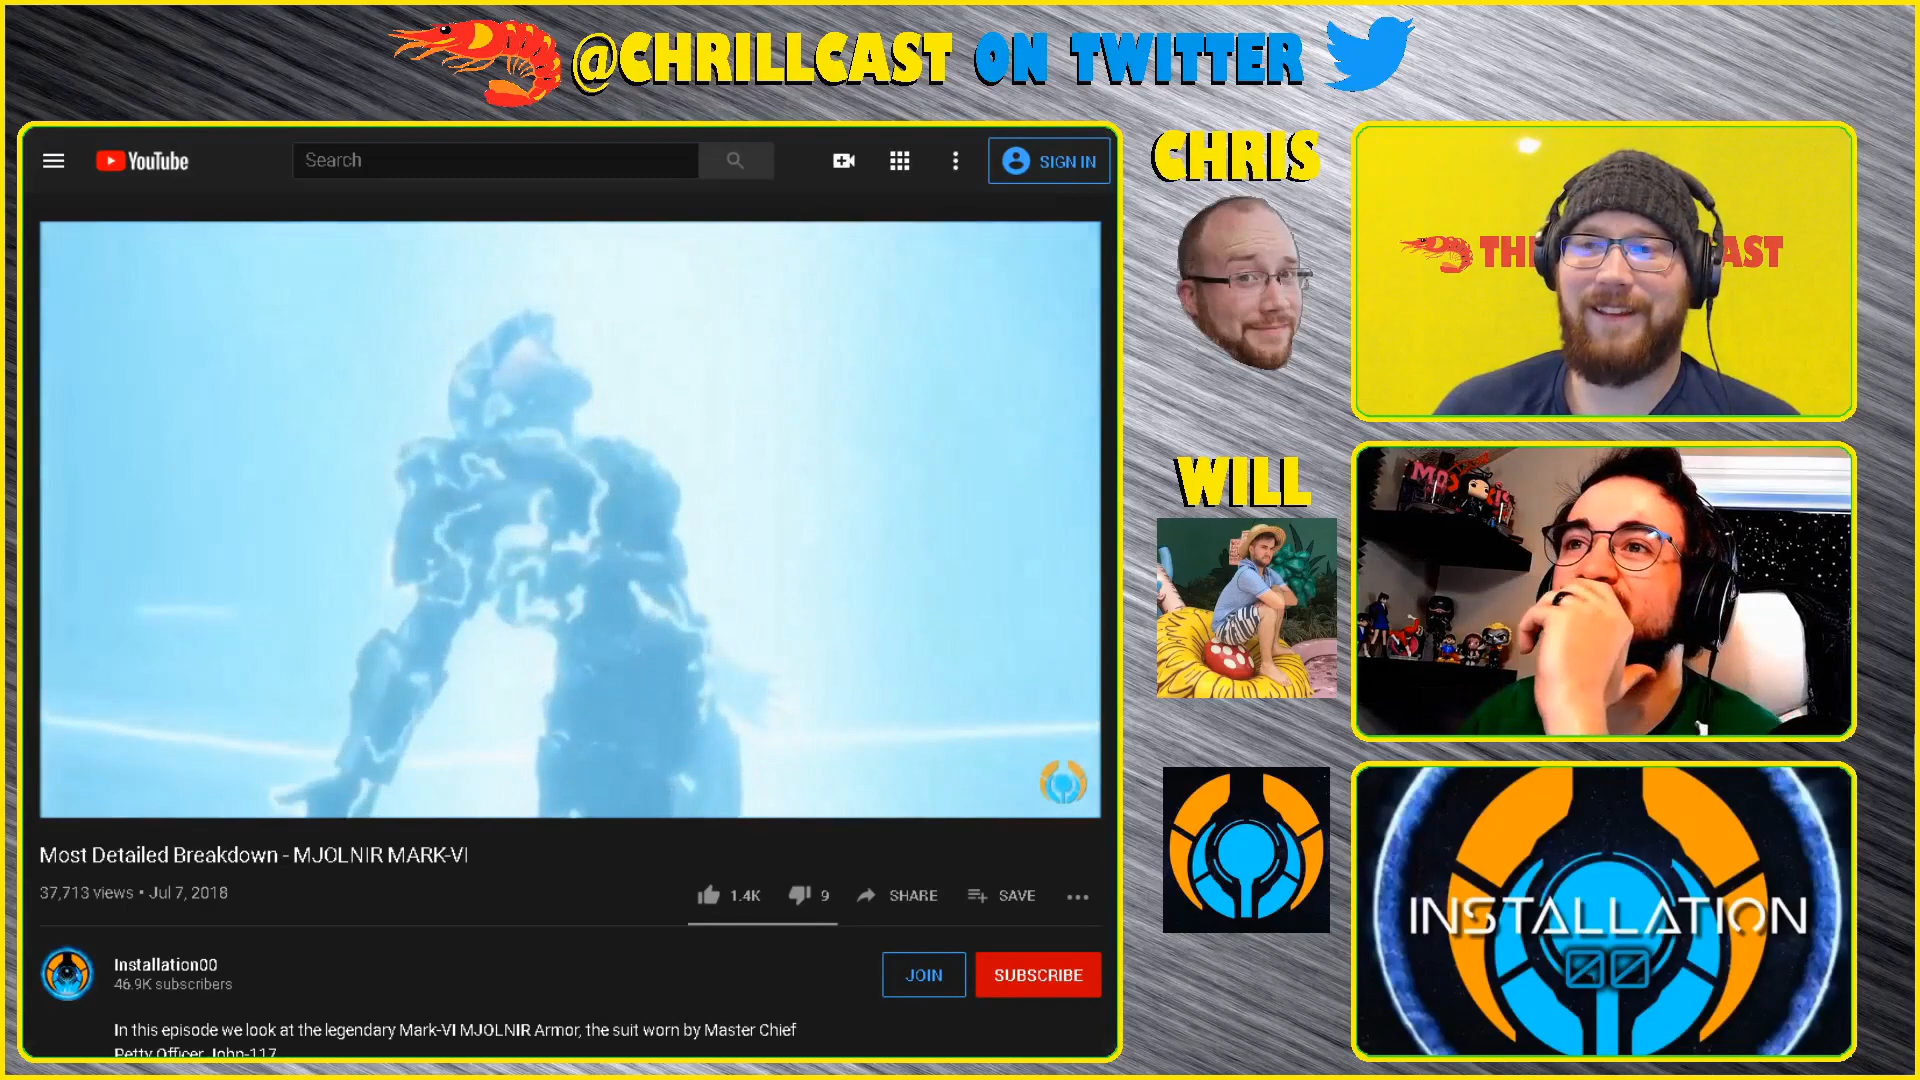 @CHRILLCAST ON TWITTER
YouTube
Search
SIGN IN
Most Detailed Breakdown - MJOLNIR MARK-VI
37,713 views • Jul 7, 2018
1.4K
9
SHARE
SAVE
Installation00
46.9K subscribers
JOIN
SUBSCRIBE
In this episode we look at the legendary Mark-VI MJOLNIR Armor, the suit worn by Master Chief
Petty Officer John-117
CHRIS
TH AST
WILL
INSTALLATION
00